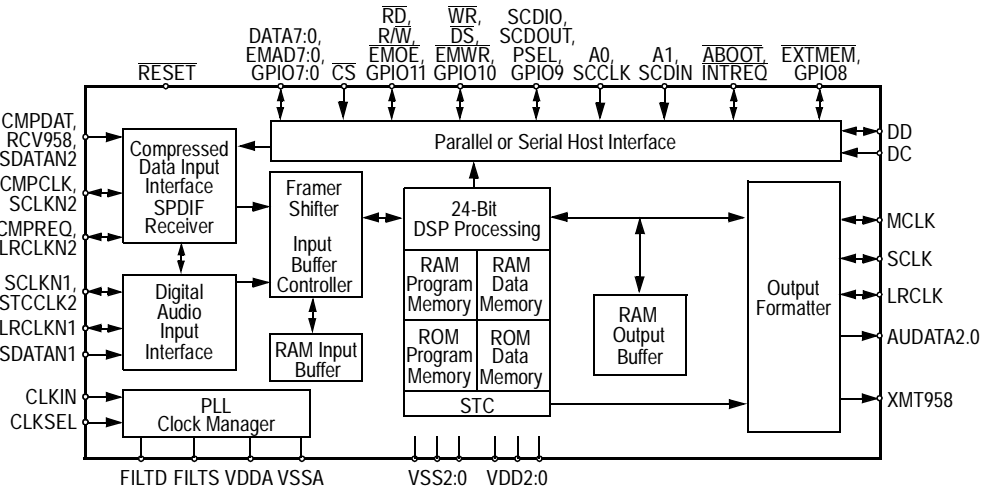 RD,
WR,
SCDIO,
DATA7:0,
R/W,
DS,
SCDOUT,
EMAD7:0,
EMOE,
EMWR,
PSEL,
A0,
A1,
ABOOT,
EXTMEM,
RESET
GPIO7:0
CS
GPIO11
GPIO10
GPIO9
SCCLK
SCDIN
INTREQ
GPIO8
CMPDAT,
RCV958,
SDATAN2
CMPCLK,
SCLKN2
CMPREQ,
LRCLKN2
SCLKN1,
STCCLK2
LRCLKN1
SDATAN1
CLKIN
CLKSEL
Compressed
Data Input
Interface
SPDIF
Receiver
Digital
Audio
Input
Interface
PLL
Clock Manager
Parallel or Serial Host Interface
Framer
Shifter
Input
Buffer
Controller
RAM Input
Buffer
24-Bit
DSP Processing
RAM
Program
Memory
RAM
Data
Memory
ROM
Program
Memory
ROM
Data
Memory
STC
RAM
Output
Buffer
Output
Formatter
DD
DC
MCLK
SCLK
LRCLK
AUDATA2.0
XMT958
FILTD FILTS VDDA VSSA
VSS2:0
VDD2:0